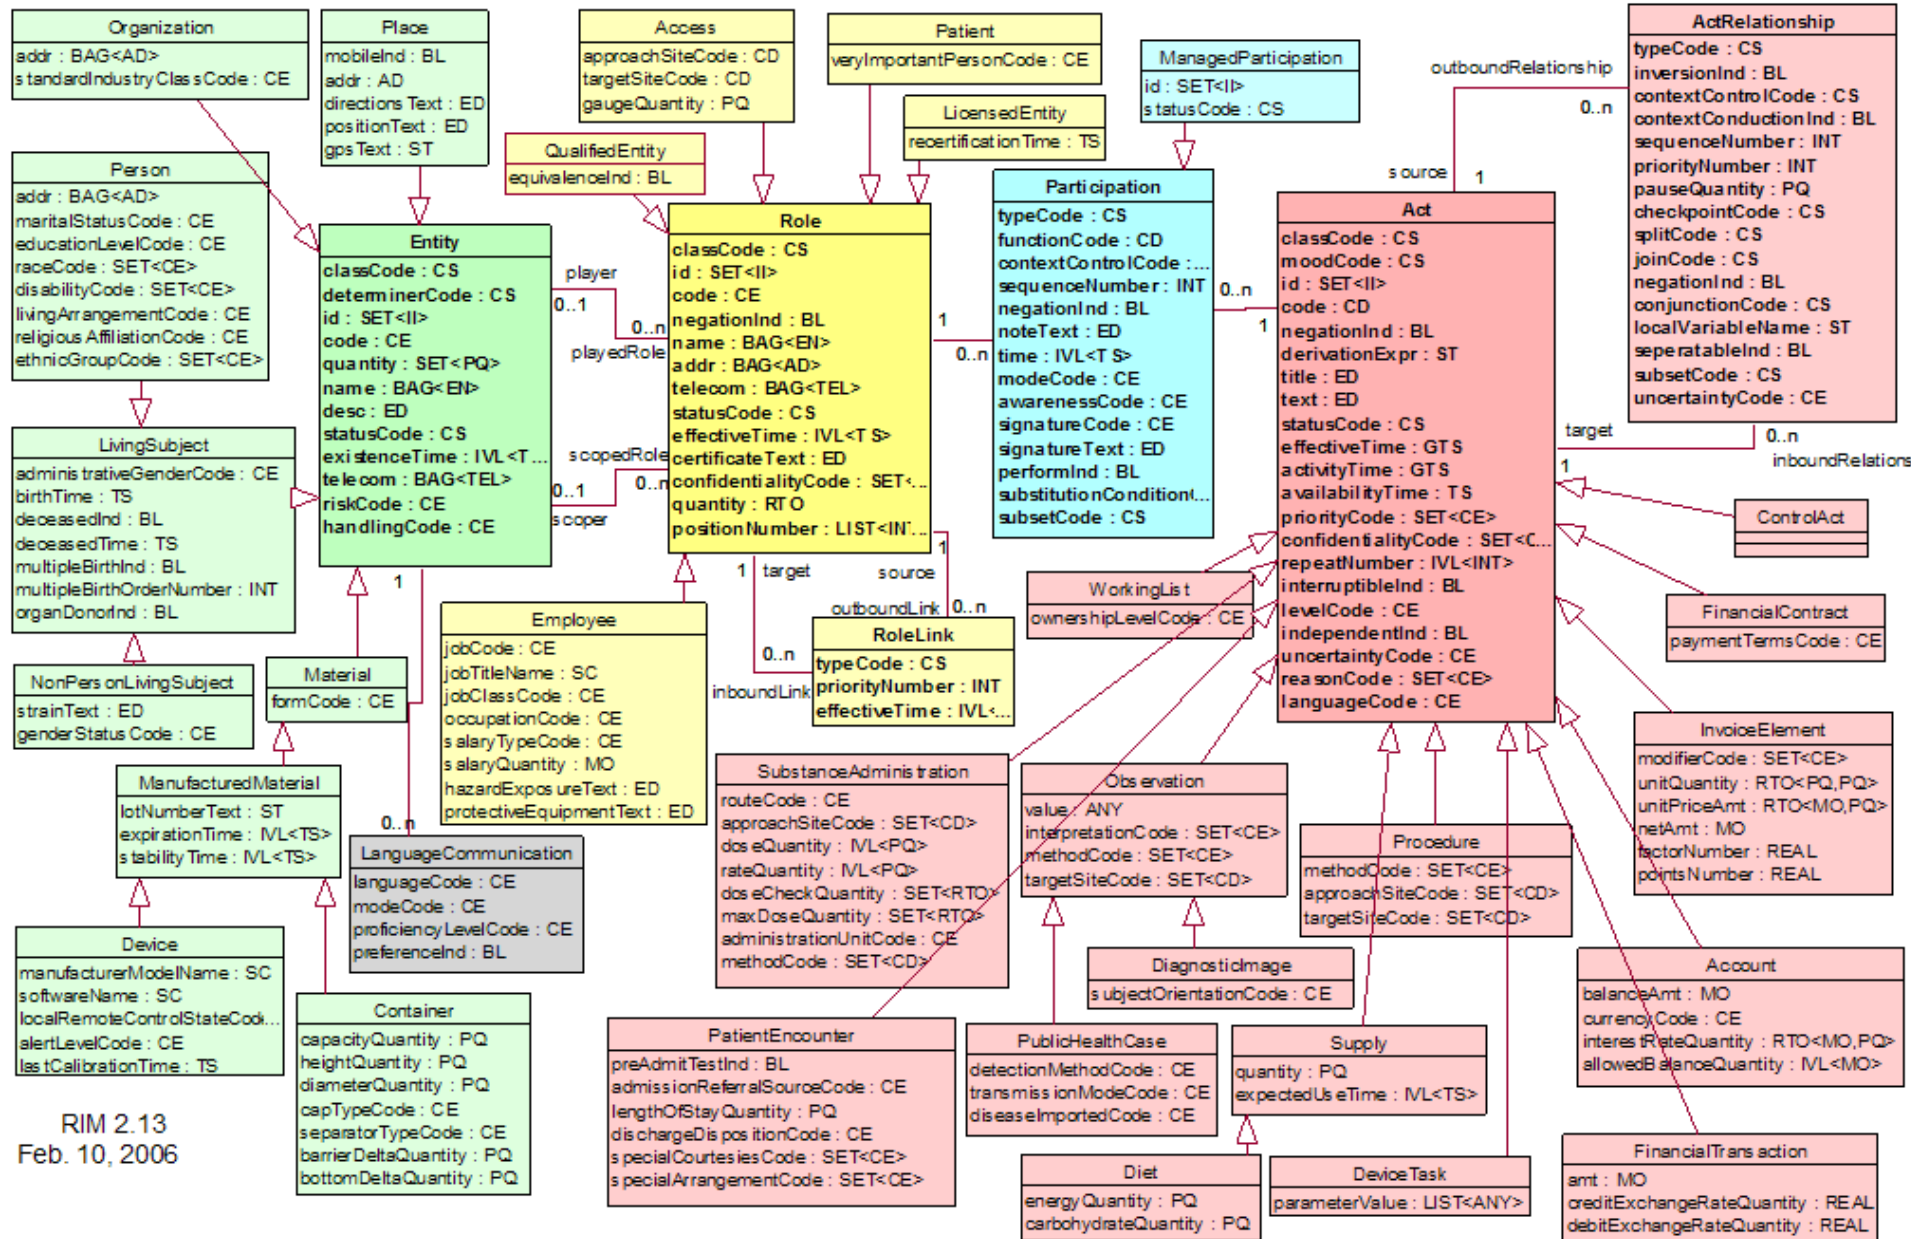 Organization
addr : BAG<AD>
standardIndustryClassCode : CE
Place
mobileInd : BL
addr : AD
directionsText : ED
positionText : ED
gpsText : ST
Access
approachSiteCode : CD
targetSiteCode : CD
gaugeQuantity : PQ
Patient
veryImportantPersonCode : CE
LicensedEntity
recertificationTime : TS
QualifiedEntity
equivalenceInd : BL
ManagedParticipation
id : SET<II>
statusCode : CS
ActRelationship
typeCode : CS
inversionInd : BL
contextControlCode : CS
contextConductionInd : BL
sequenceNumber : INT
priorityNumber : INT
pauseQuantity : PQ
checkpointCode : CS
splitCode : CS
joinCode : CS
negationInd : BL
conjunctionCode : CS
localVariableName : ST
seperatableInd : BL
subsetCode : CS
uncertaintyCode : CE
outboundRelationship
0..n
source
1
Person
addr : BAG<AD>
maritalStatusCode : CE
educationLevelCode : CE
raceCode : SET<CE>
disabilityCode : SET<CE>
livingArrangementCode : CE
religiousAffiliationCode : CE
ethnicGroupCode : SET<CE>
Entity
classCode : CS
determinerCode : CS
id : SET<II>
code : CE
quantity : SET<PQ>
name : BAG<EN>
desc : ED
statusCode : CS
existenceTime : IVL<T...
telecom : BAG<TEL>
riskCode : CE
handlingCode : CE
player
0..1
0..n
playedRole
scopedRole
0..n
0..1
scoper
Role
classCode : CS
id : SET<II>
code : CE
negationInd : BL
name : BAG<EN>
addr : BAG<AD>
telecom : BAG<TEL>
statusCode : CS
effectiveTime : IVL<TS>
certificateText : ED
confidentialityCode : SET<...
quantity : RTO
positionNumber : LIST<INT...
1
0..n
Participation
typeCode : CS
functionCode : CD
contextControlCode :...
sequenceNumber : INT
negationInd : BL
noteText : ED
time : IVL<TS>
modeCode : CE
awarenessCode : CE
signatureCode : CE
signatureText : ED
performInd : BL
substitutionCondition(...
subsetCode : CS
0..n
1
Act
classCode : CS
moodCode : CS
id : SET<II>
code : CD
negationInd : BL
derivationExpr : ST
title : ED
text : ED
statusCode : CS
effectiveTime : GTS
activityTime : GTS
availabilityTime : TS
priorityCode : SET<CE>
confidentialityCode : SET<C...
repeatNumber : IVL<INT>
interruptibleInd : BL
levelCode : CE
independentInd : BL
uncertaintyCode : CE
reasonCode : SET<CE>
languageCode : CE
target
0..n
1
inboundRelations
LivingSubject
administrativeGenderCode : CE
birthTime : TS
deceasedInd : BL
deceasedTime : TS
multipleBirthInd : BL
multipleBirthOrderNumber : INT
organDonorInd : BL
NonPersonLivingSubject
strainText : ED
genderStatusCode : CE
Material
formCode : CE
1
0..n
ManufacturedMaterial
lotNumberText : ST
expirationTime : IVL<TS>
stabilityTime : IVL<TS>
Device
manufacturerModelName : SC
softwareName : SC
localRemoteControlStateCode...
alertLevelCode : CE
lastCalibrationTime : TS
LanguageCommunication
languageCode : CE
modeCode : CE
proficiencyLevelCode : CE
preferenceInd : BL
Container
capacityQuantity : PQ
heightQuantity : PQ
diameterQuantity : PQ
capTypeCode : CE
separatorTypeCode : CE
barrierDeltaQuantity : PQ
bottomDeltaQuantity : PQ
RIM 2.13
Feb. 10, 2006
Employee
jobCode : CE
jobTitleName : SC
jobClassCode : CE
occupationCode : CE
salaryTypeCode : CE
salaryQuantity : MO
hazardExposureText : ED
protectiveEquipmentText : ED
1
target
1
source
outboundLink
0..n
0..n
inboundLink
RoleLink
typeCode : CS
priorityNumber : INT
effectiveTime : IVL<...
WorkingList
ownershipLevelCode : CE
ControlAct
FinancialContract
paymentTermsCode : CE
InvoiceElement
modifierCode : SET<CE>
unitQuantity : RTO<PQ,PQ>
unitPriceAmt : RTO<MO,PQ>
netAmt : MO
factorNumber : REAL
pointsNumber : REAL
SubstanceAdministration
routeCode : CE
approachSiteCode : SET<CD>
doseQuantity : IVL<PQ>
rateQuantity : IVL<PQ>
doseCheckQuantity : SET<RTO>
maxDoseQuantity : SET<RTO>
administrationUnitCode : CE
methodCode : SET<CD>
Observation
value : ANY
interpretationCode : SET<CE>
methodCode : SET<CE>
targetSiteCode : SET<CD>
Procedure
methodCode : SET<CE>
approachSiteCode : SET<CD>
targetSiteCode : SET<CD>
DiagnosticImage
subjectOrientationCode : CE
Account
balanceAmt : MO
currencyCode : CE
interestRateQuantity : RTO<MO,PQ>
allowedBalanceQuantity : IVL<MO>
PatientEncounter
preAdmitTestInd : BL
admissionReferralSourceCode : CE
lengthOfStayQuantity : PQ
dischargeDispositionCode : CE
specialCourtesiesCode : SET<CE>
specialArrangementCode : SET<CE>
PublicHealthCase
detectionMethodCode : CE
transmissionModeCode : CE
diseaseImportedCode : CE
Supply
quantity : PQ
expectedUseTime : IVL<TS>
Diet
energyQuantity : PQ
carbohydrateQuantity : PQ
DeviceTask
parameterValue : LIST<ANY>
FinancialTransaction
amt : MO
creditExchangeRateQuantity : REAL
debitExchangeRateQuantity : REAL